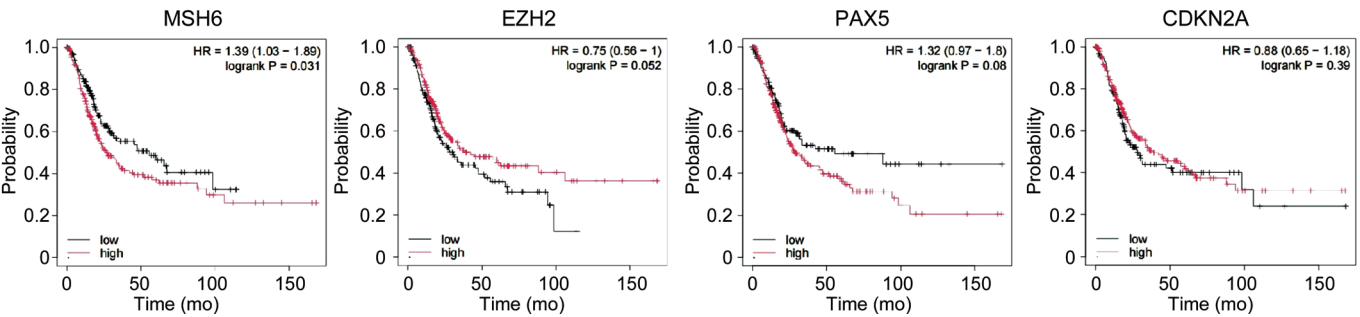 MSH6
HR = 1.39 (1.03 − 1.89)
logrank P = 0.031
1.0
0.8
0.6
0.4
0.2
0
Probability
low
high
0 50 100 150
Time (mo)
EZH2
HR = 0.75 (0.56 − 1)
logrank P = 0.052
1.0
0.8
0.6
0.4
0.2
0
Probability
low
high
0 50 100 150
Time (mo)
PAX5
HR = 1.32 (0.97 − 1.8)
logrank P = 0.08
1.0
0.8
0.6
0.4
0.2
0
Probability
low
high
0 50 100 150
Time (mo)
CDKN2A
HR = 0.88 (0.65 − 1.18)
logrank P = 0.39
1.0
0.8
0.6
0.4
0.2
0
Probability
low
high
0 50 100 150
Time (mo)